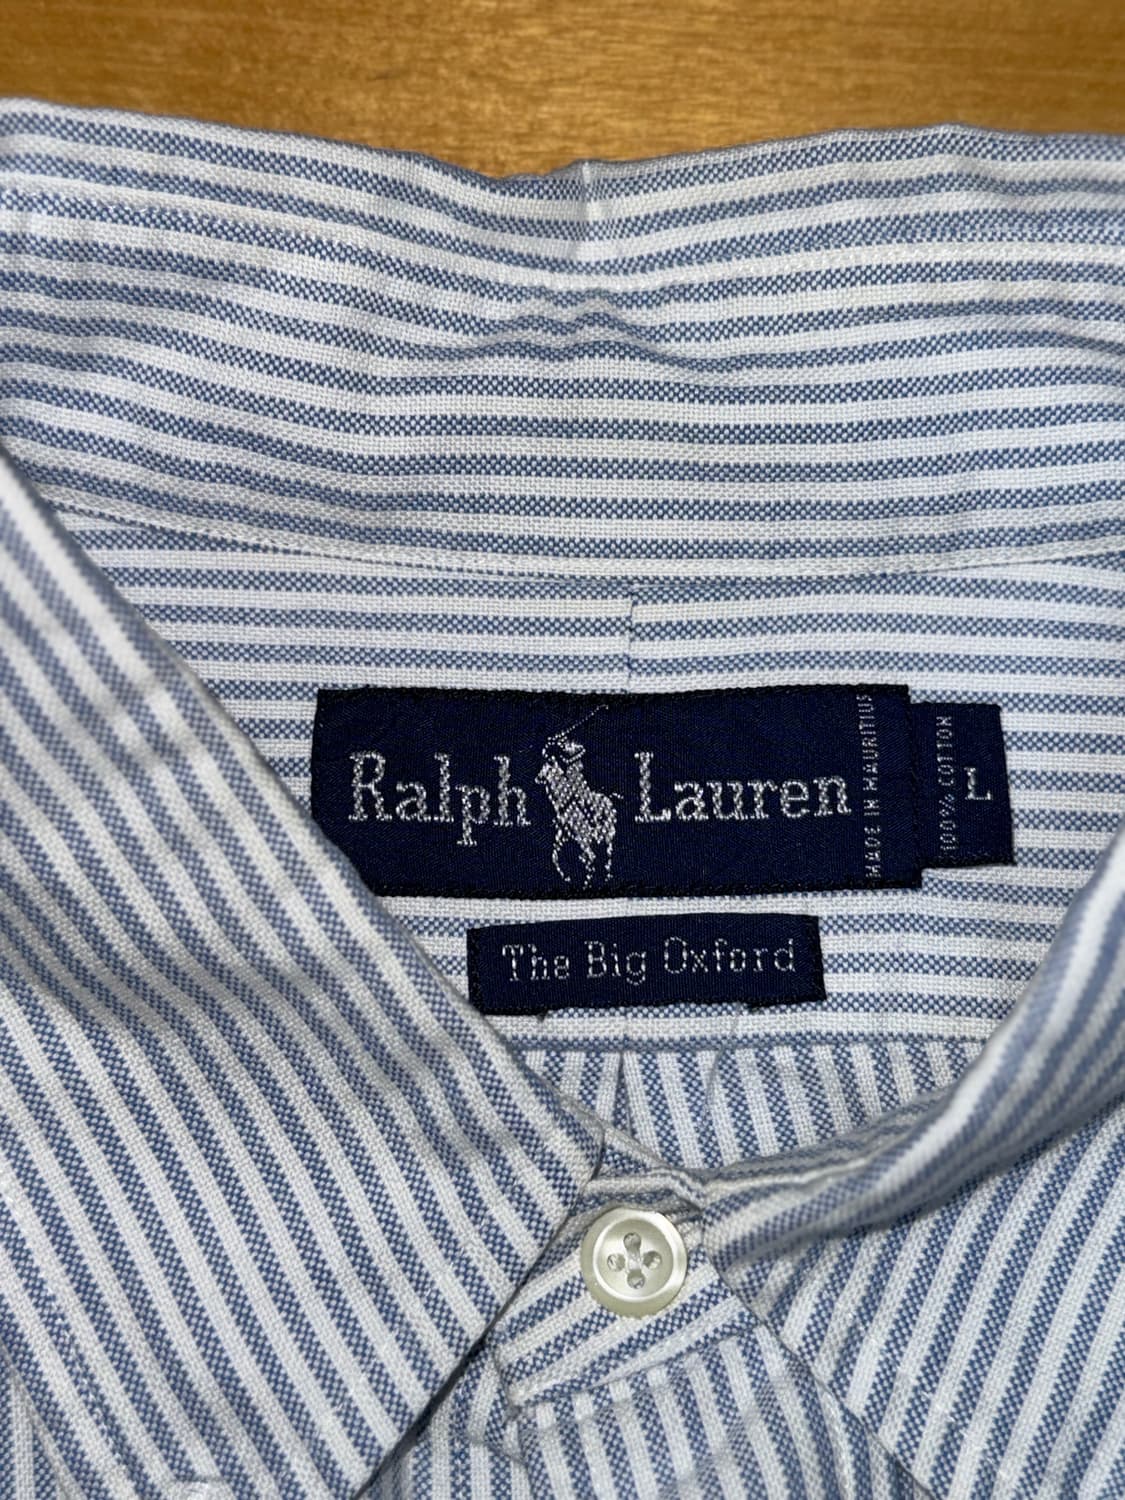 Ralph Lauren
MADE IN MAURITIUS
100% COTTON
L
The Big Oxford